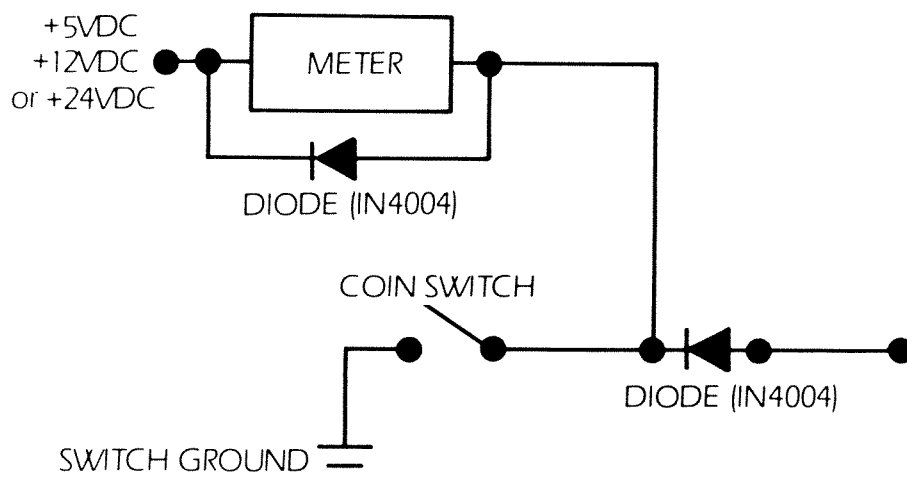 +5VDC
+12VDC
or +24VDC
METER
DIODE (IN4004)
COIN SWITCH
DIODE (IN4004)
SWITCH GROUND